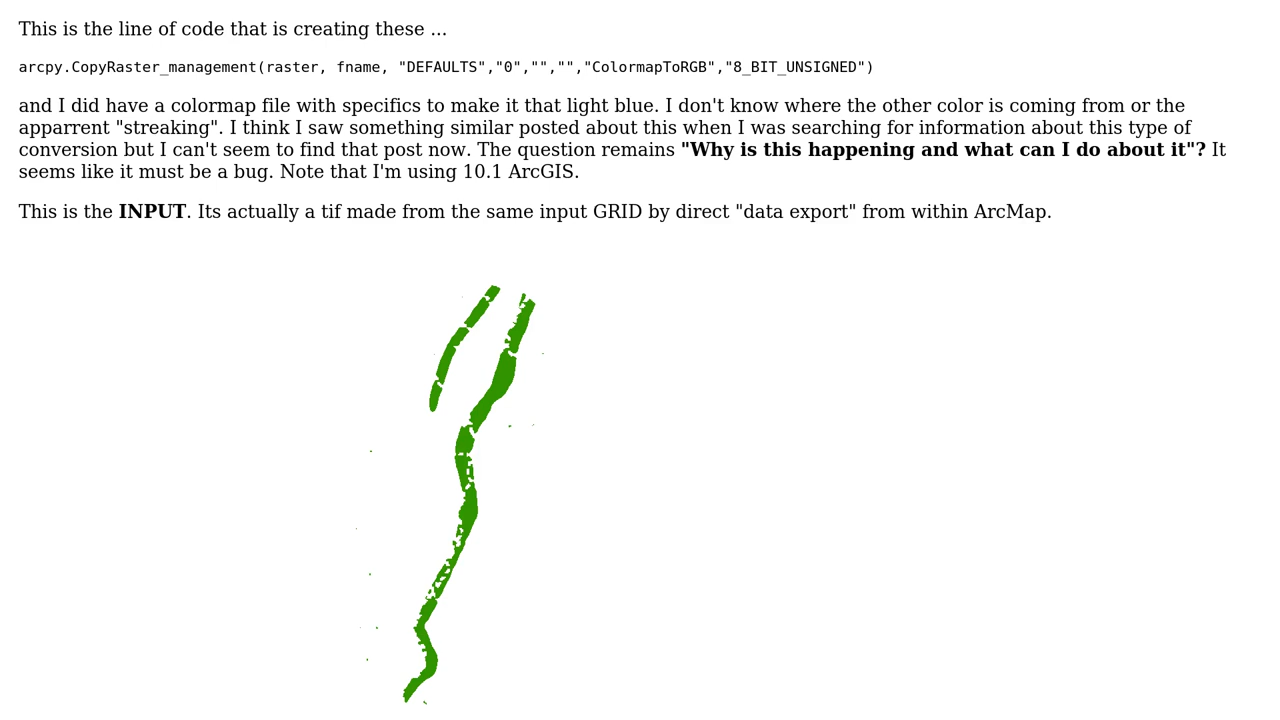 This is the line of code that is creating these ...
arcpy.CopyRaster_management(raster, fname, "DEFAULTS","0","","","ColormapToRGB","8_BIT_UNSIGNED")
and I did have a colormap file with specifics to make it that light blue. I don't know where the other color is coming from or the
apparrent "streaking". I think I saw something similar posted about this when I was searching for information about this type of
conversion but I can't seem to find that post now. The question remains "Why is this happening and what can I do about it"? It
seems like it must be a bug. Note that I'm using 10.1 ArcGIS.
This is the INPUT. Its actually a tif made from the same input GRID by direct "data export" from within ArcMap.